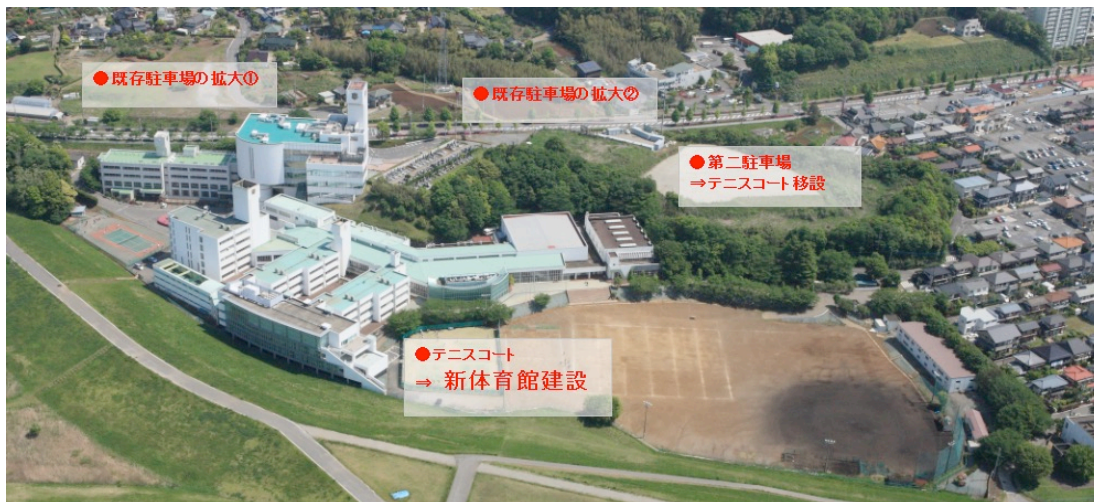 ●既存駐車場の拡大①
●既存駐車場の拡大②
●第二駐車場
⇒テニスコート移設
●テニスコート
⇒ 新体育館建設